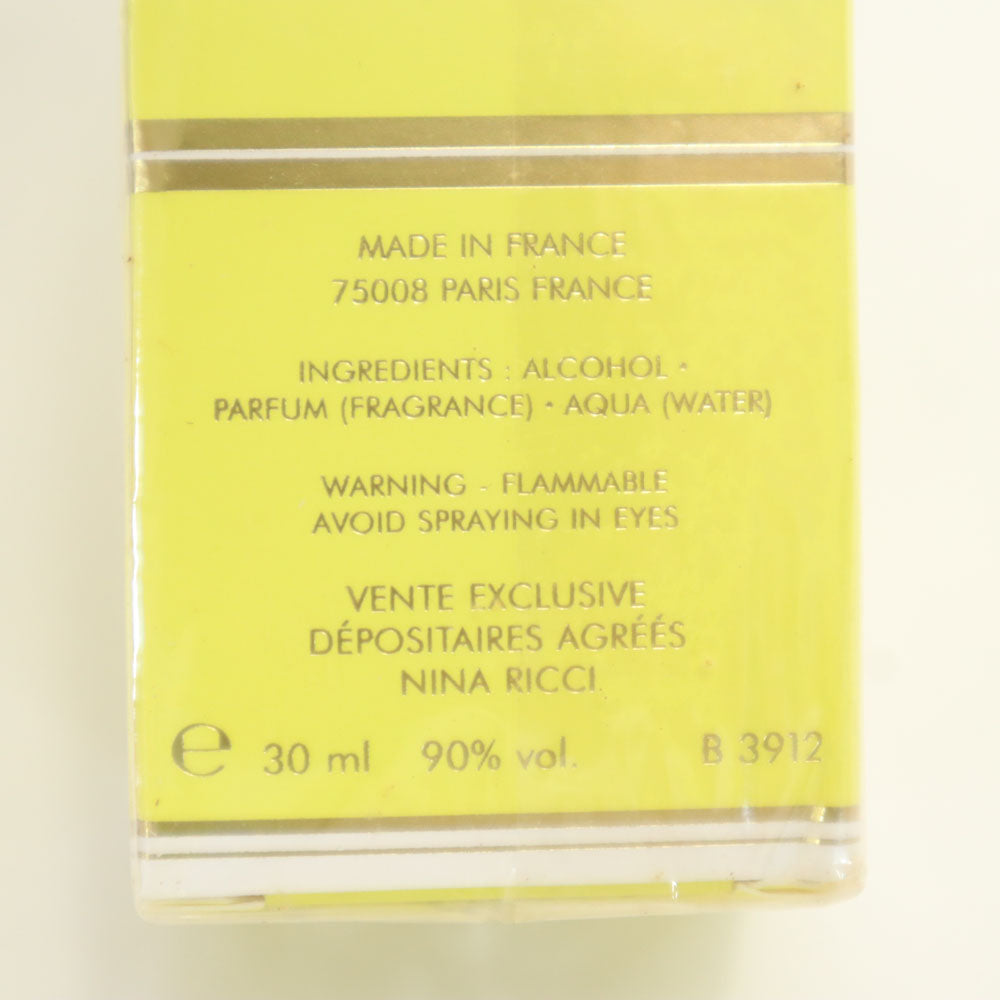 MADE IN FRANCE
75008 PARIS FRANCE
INGREDIENTS : ALCOHOL •
PARFUM (FRAGRANCE) • AQUA (WATER)
WARNING - FLAMMABLE
AVOID SPRAYING IN EYES
VENTE EXCLUSIVE
DÉPOSITAIRES AGRÉÉS
NINA RICCI
℮ 30 ml 90% vol. B 3912